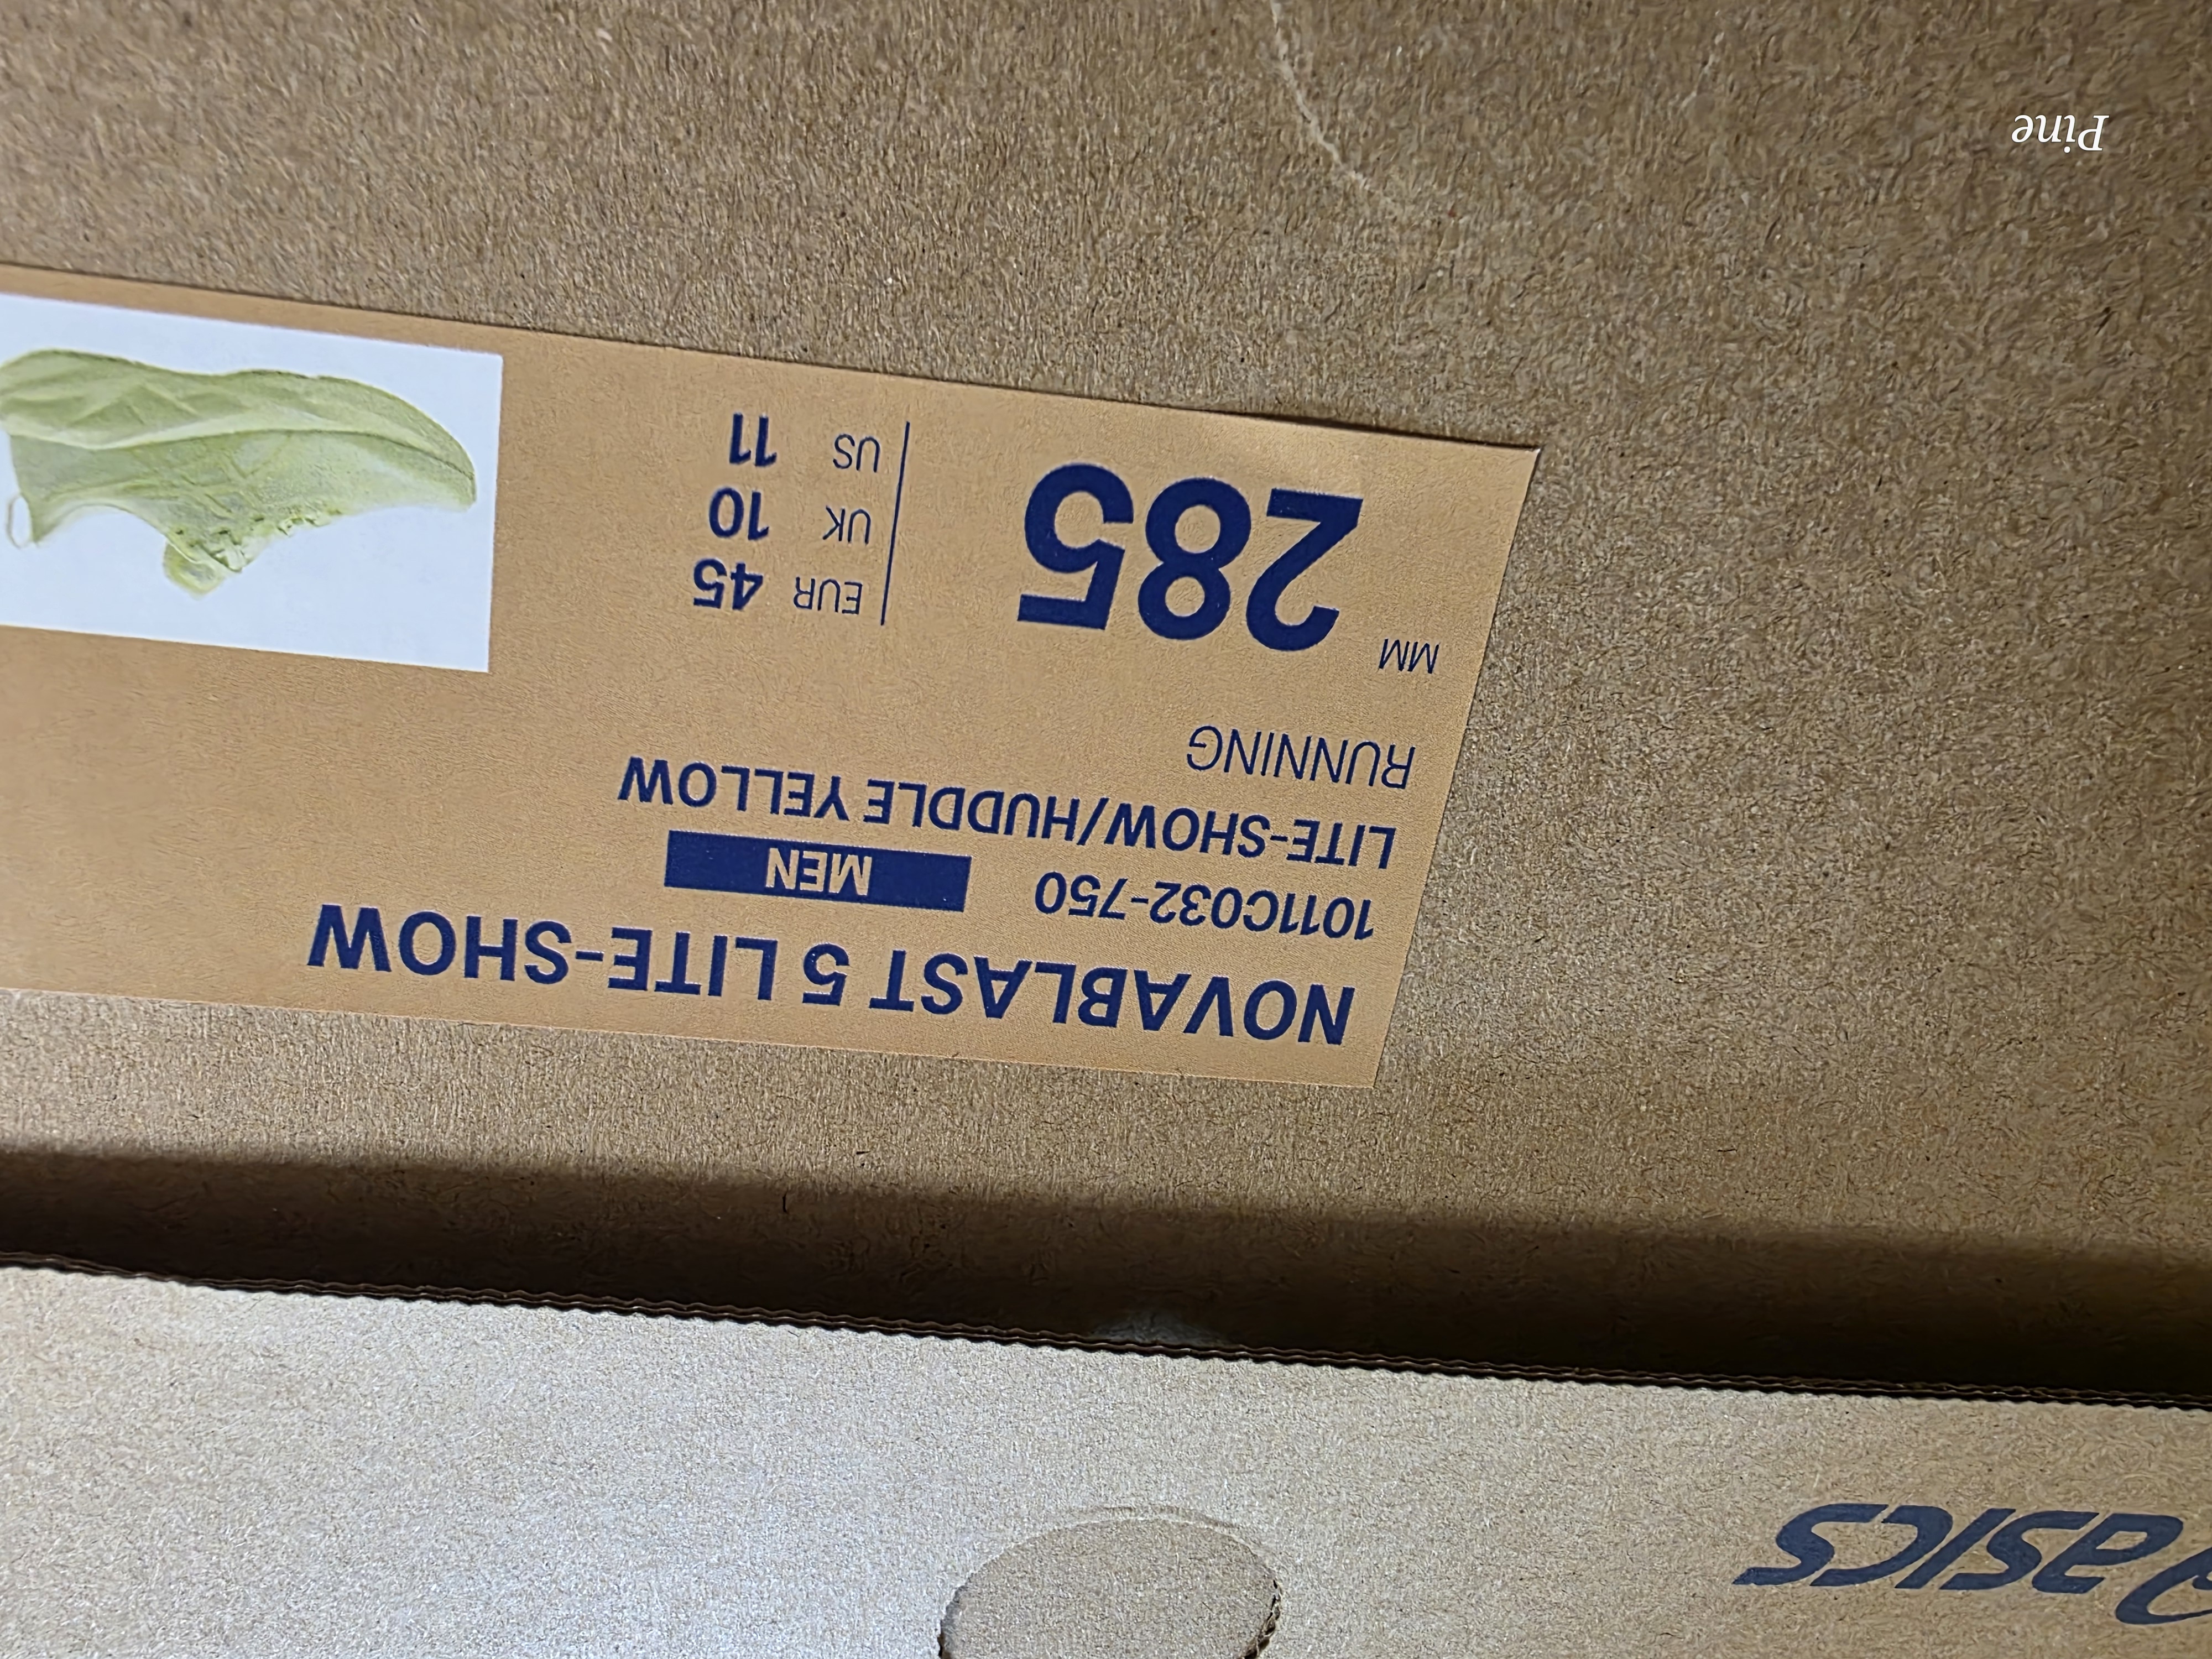 asics
NOVABLAST 5 LITE-SHOW
1011C032-750 MEN
LITE-SHOW/HUDDLE YELLOW
RUNNING
MM 285
EUR 45
UK 10
US 11
Pine